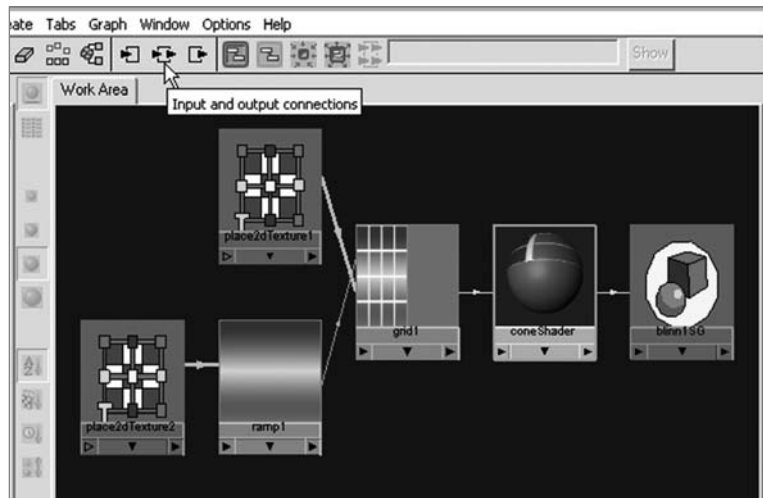 eate Tabs Graph Window Options Help
Show
Work Area
Input and output connections
place2dTexture1
grid1
coneShader
blinn1SG
place2dTexture2
ramp1